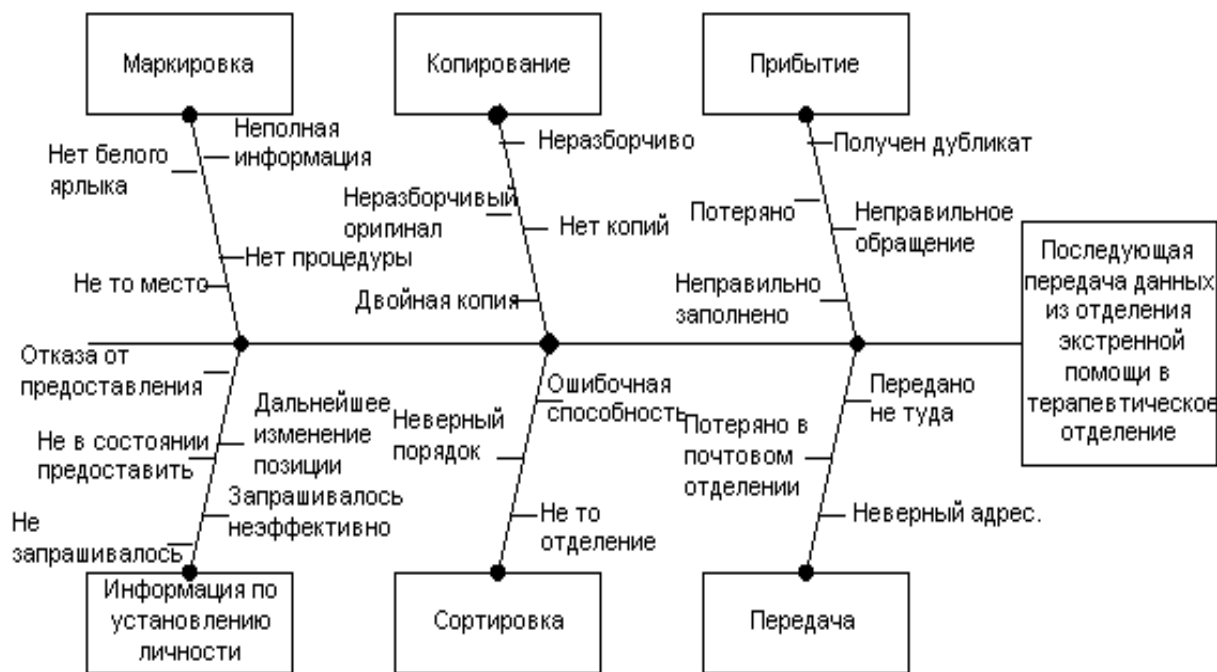 Маркировка
Копирование
Прибытие
Неполная
информация
Нет белого
ярлыка
Нет процедуры
Не то место
Неразборчиво
Неразборчивый
оригинал
Нет копий
Двойная копия
Получен дубликат
Потеряно
Неправильное
обращение
Неправильно
заполнено
Последующая
передача данных
из отделения
экстренной
помощи в
терапевтическое
отделение
Отказа от
предоставления
Дальнейшее
изменение
позиции
Не в состоянии
предоставить
Запрашивалось
неэффективно
Не
запрашивалось
Ошибочная
способность
Неверный
порядок
Не то
отделение
Передано
не туда
Потеряно в
почтовом
отделении
Неверный адрес.
Информация по
установлению
личности
Сортировка
Передача